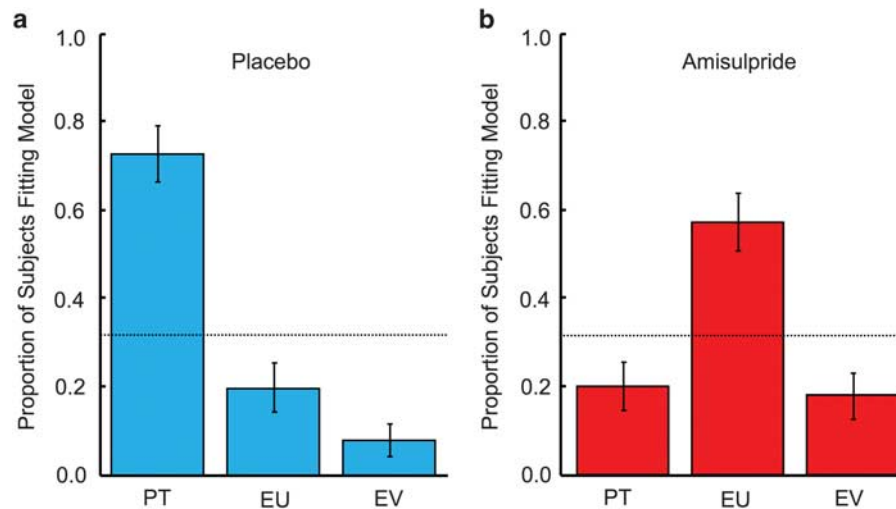 a
Placebo
Proportion of Subjects Fitting Model
1.0
0.8
0.6
0.4
0.2
0.0
PT EU EV
b
Amisulpride
Proportion of Subjects Fitting Model
1.0
0.8
0.6
0.4
0.2
0.0
PT EU EV